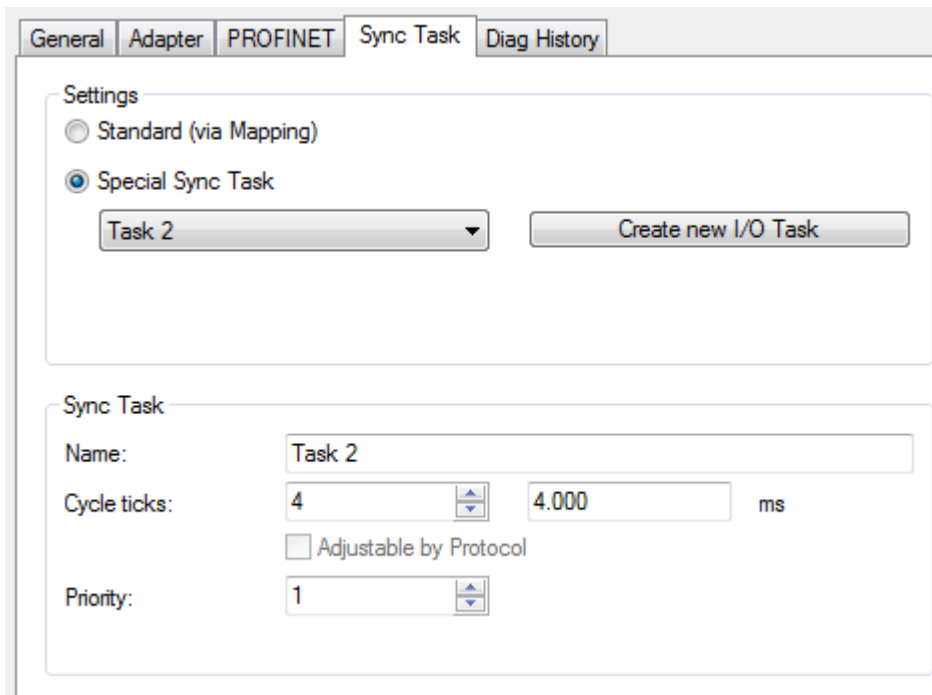 General Adapter PROFINET Sync Task Diag History
Settings
Standard (via Mapping)
Special Sync Task
Task 2 Create new I/O Task
Sync Task
Name: Task 2
Cycle ticks: 4 4.000 ms
Adjustable by Protocol
Priority: 1